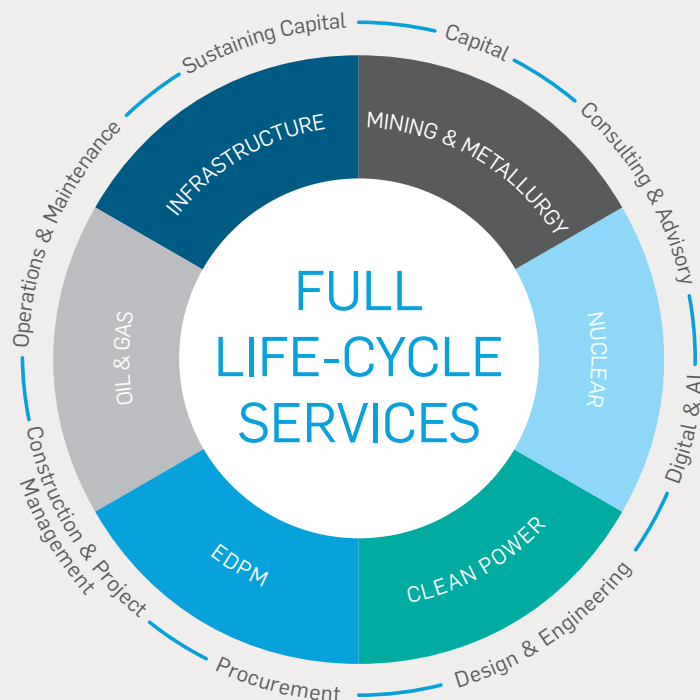 Sustaining Capital
Capital
Consulting & Advisory
Digital & AI
Design & Engineering
Procurement
Construction & Project
Management
Operations & Maintenance
INFRASTRUCTURE
MINING & METALLURGY
NUCLEAR
CLEAN POWER
EDPM
OIL & GAS
FULL
LIFE-CYCLE
SERVICES